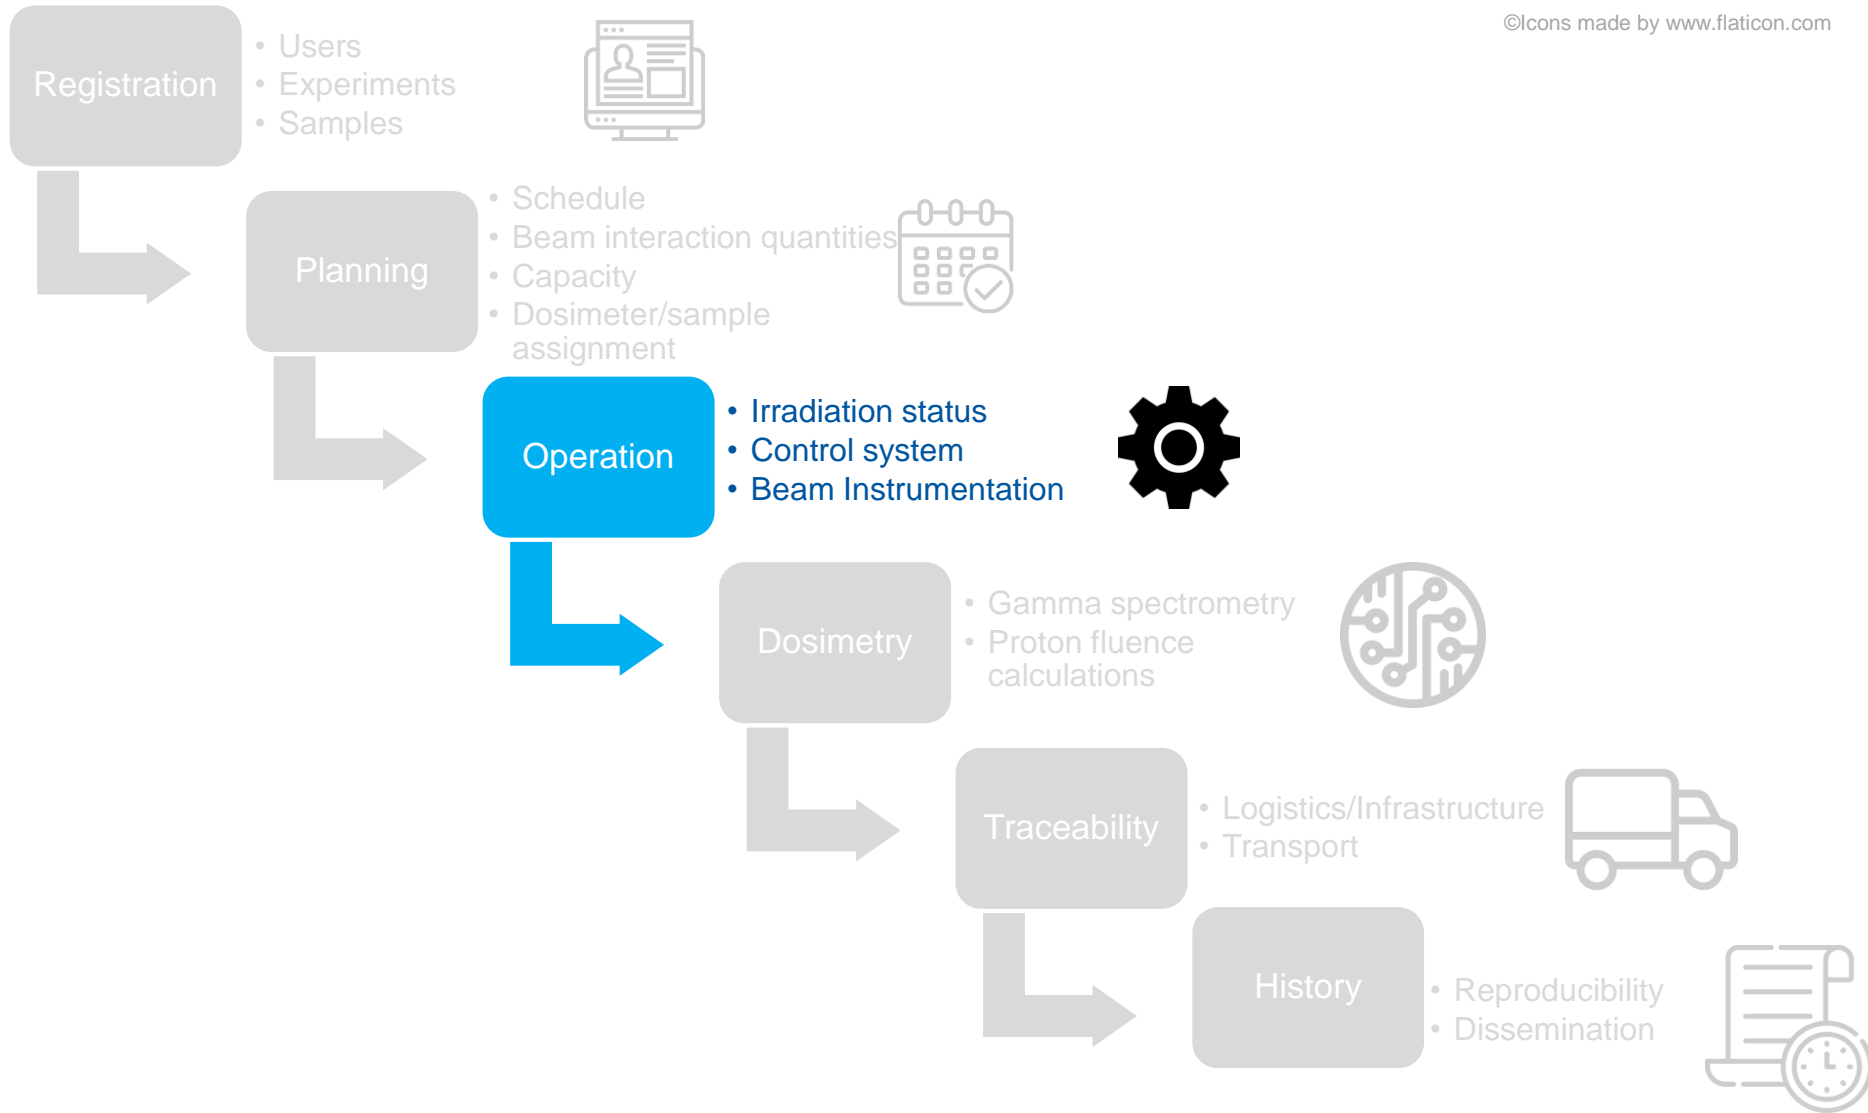 ©Icons made by www.flaticon.com
Registration
• Users
• Experiments
• Samples
Planning
• Schedule
• Beam interaction quantities
• Capacity
• Dosimeter/sample
assignment
Operation
• Irradiation status
• Control system
• Beam Instrumentation
Dosimetry
• Gamma spectrometry
• Proton fluence
calculations
Traceability
• Logistics/Infrastructure
• Transport
History
• Reproducibility
• Dissemination